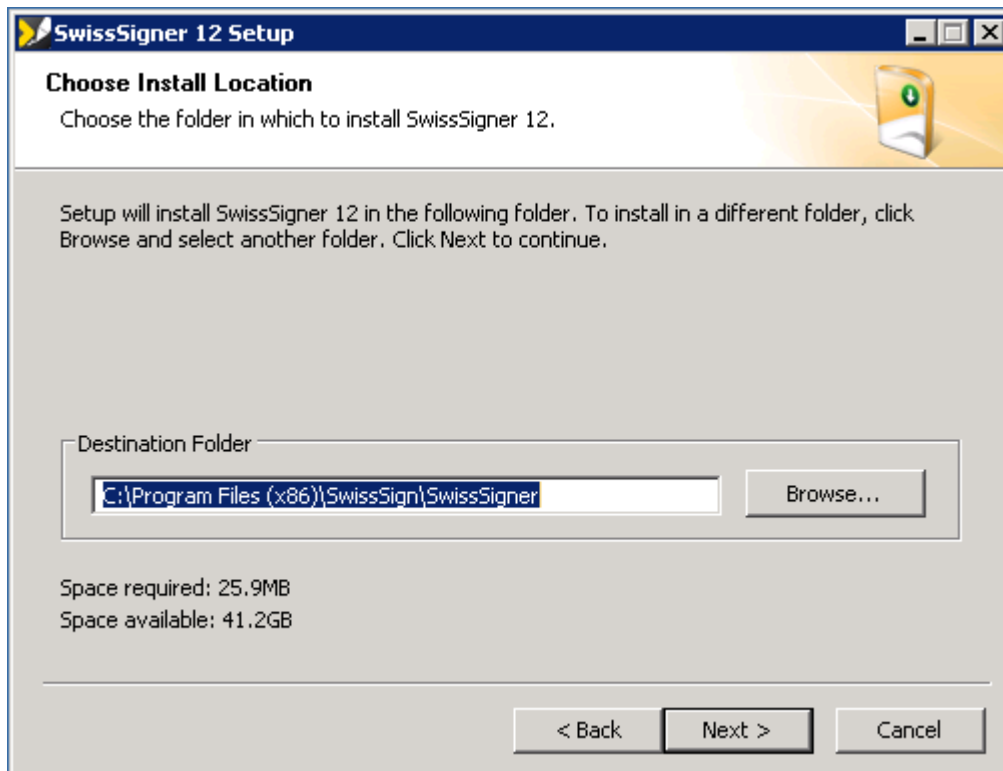 SwissSigner 12 Setup
Choose Install Location
Choose the folder in which to install SwissSigner 12.
Setup will install SwissSigner 12 in the following folder. To install in a different folder, click
Browse and select another folder. Click Next to continue.
Destination Folder
C:\Program Files (x86)\SwissSign\SwissSigner
Browse...
Space required: 25.9MB
Space available: 41.2GB
< Back
Next >
Cancel